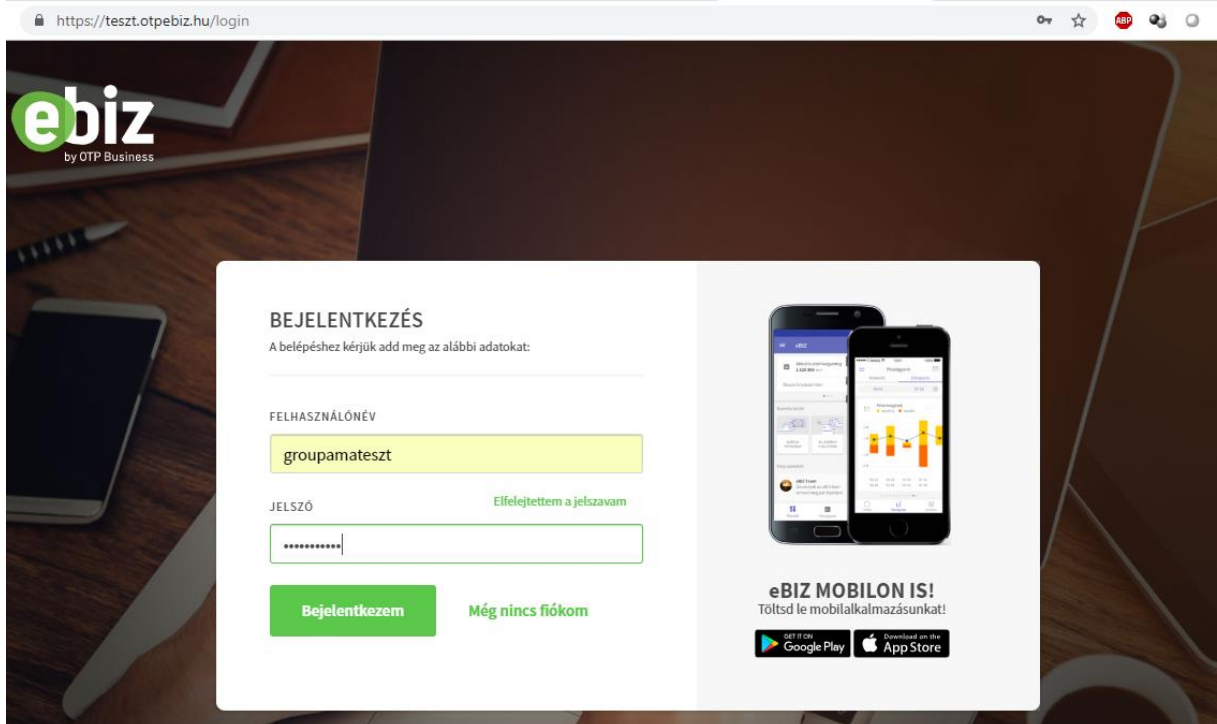 https://teszt.otpebiz.hu/login
ABP
ebiz
by OTP Business
BEJELENTKEZÉS
A belépéshez kérjük add meg az alábbi adatokat:
FELHASZNÁLÓNÉV
groupamateszt
JELSZÓ
Elfelejtettem a jelszavam
•••••••••••
Bejelentkezem
Még nincs fiókom
eBIZ
eBIZ MOBILON IS!
Töltsd le mobilalkalmazásunkat!
GET IT ON
Google Play
Download on the
App Store